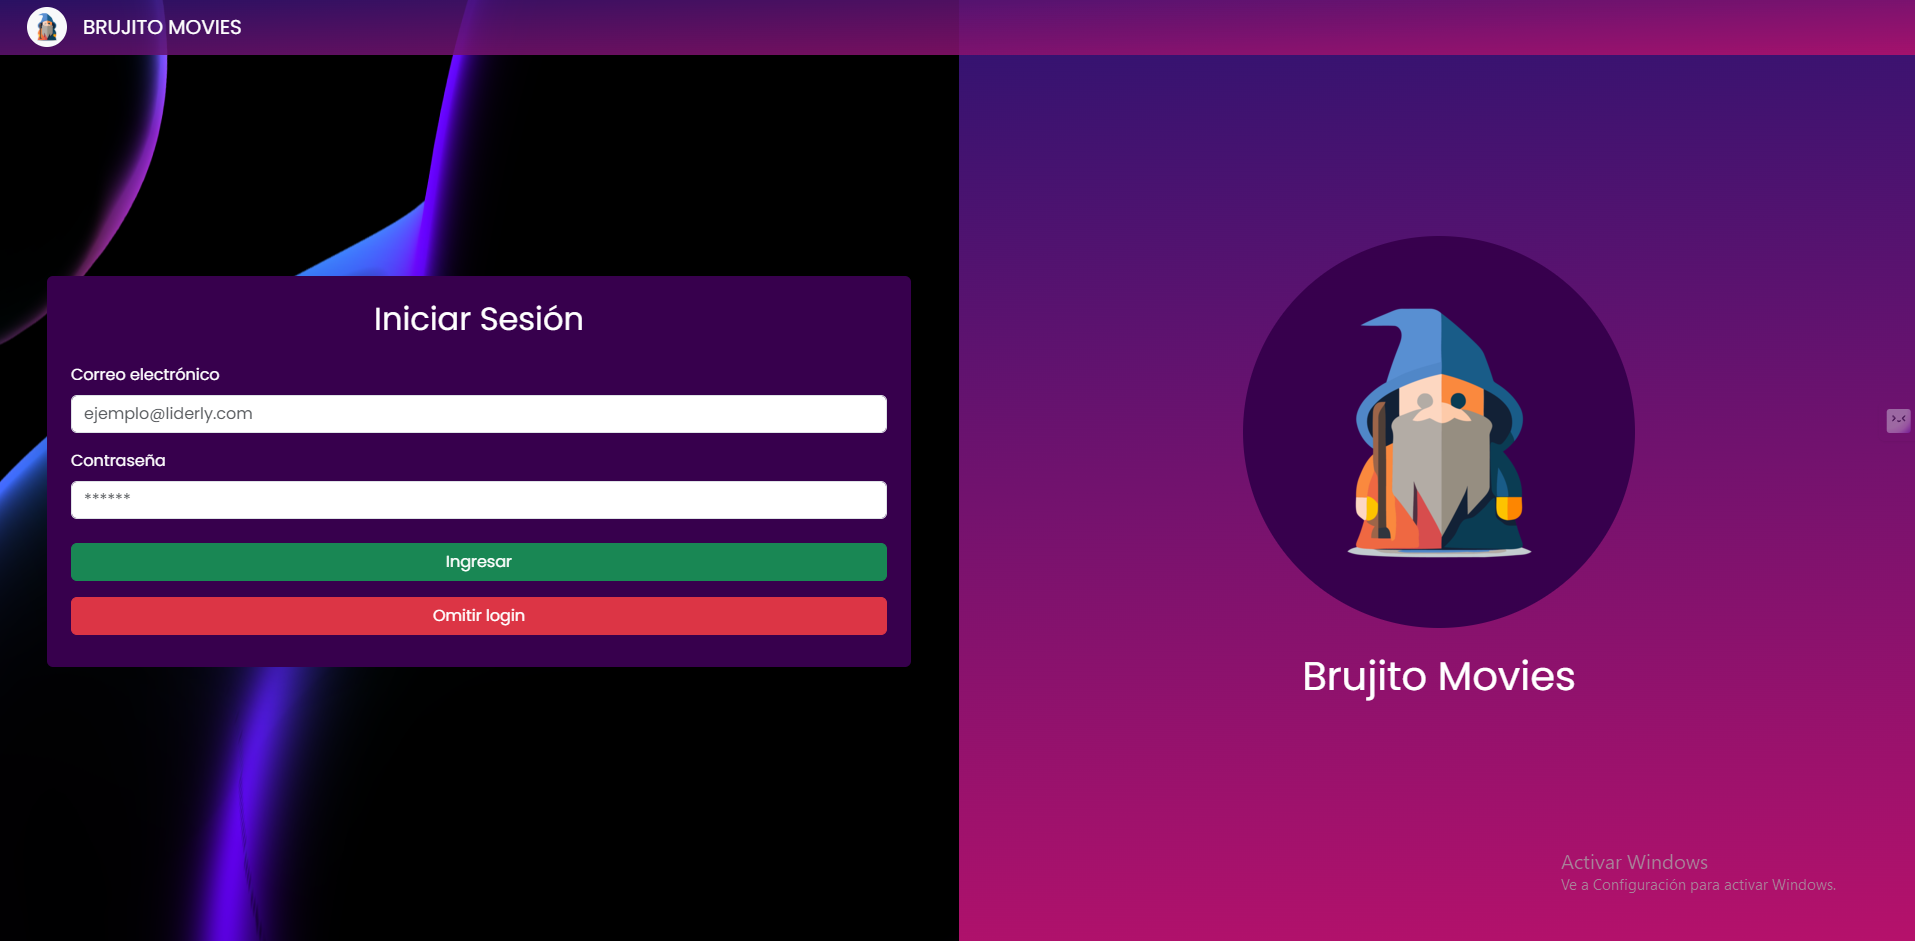 BRUJITO MOVIES
Iniciar Sesión
Correo electrónico
ejemplo@liderly.com
Contraseña
******
Ingresar
Omitir login
Brujito Movies
Activar Windows
Ve a Configuración para activar Windows.